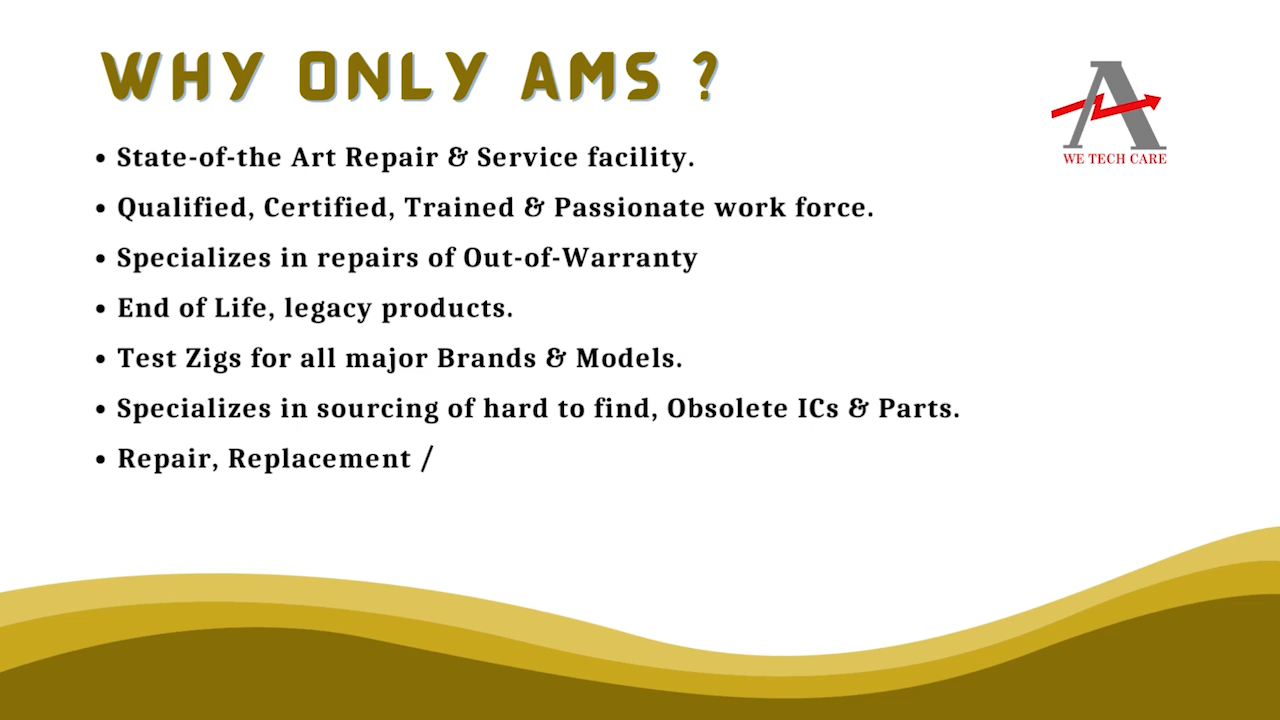 WHY ONLY AMS ?
WE TECH CARE
• State-of-the Art Repair & Service facility.
• Qualified, Certified, Trained & Passionate work force.
• Specializes in repairs of Out-of-Warranty
• End of Life, legacy products.
• Test Zigs for all major Brands & Models.
• Specializes in sourcing of hard to find, Obsolete ICs & Parts.
• Repair, Replacement /